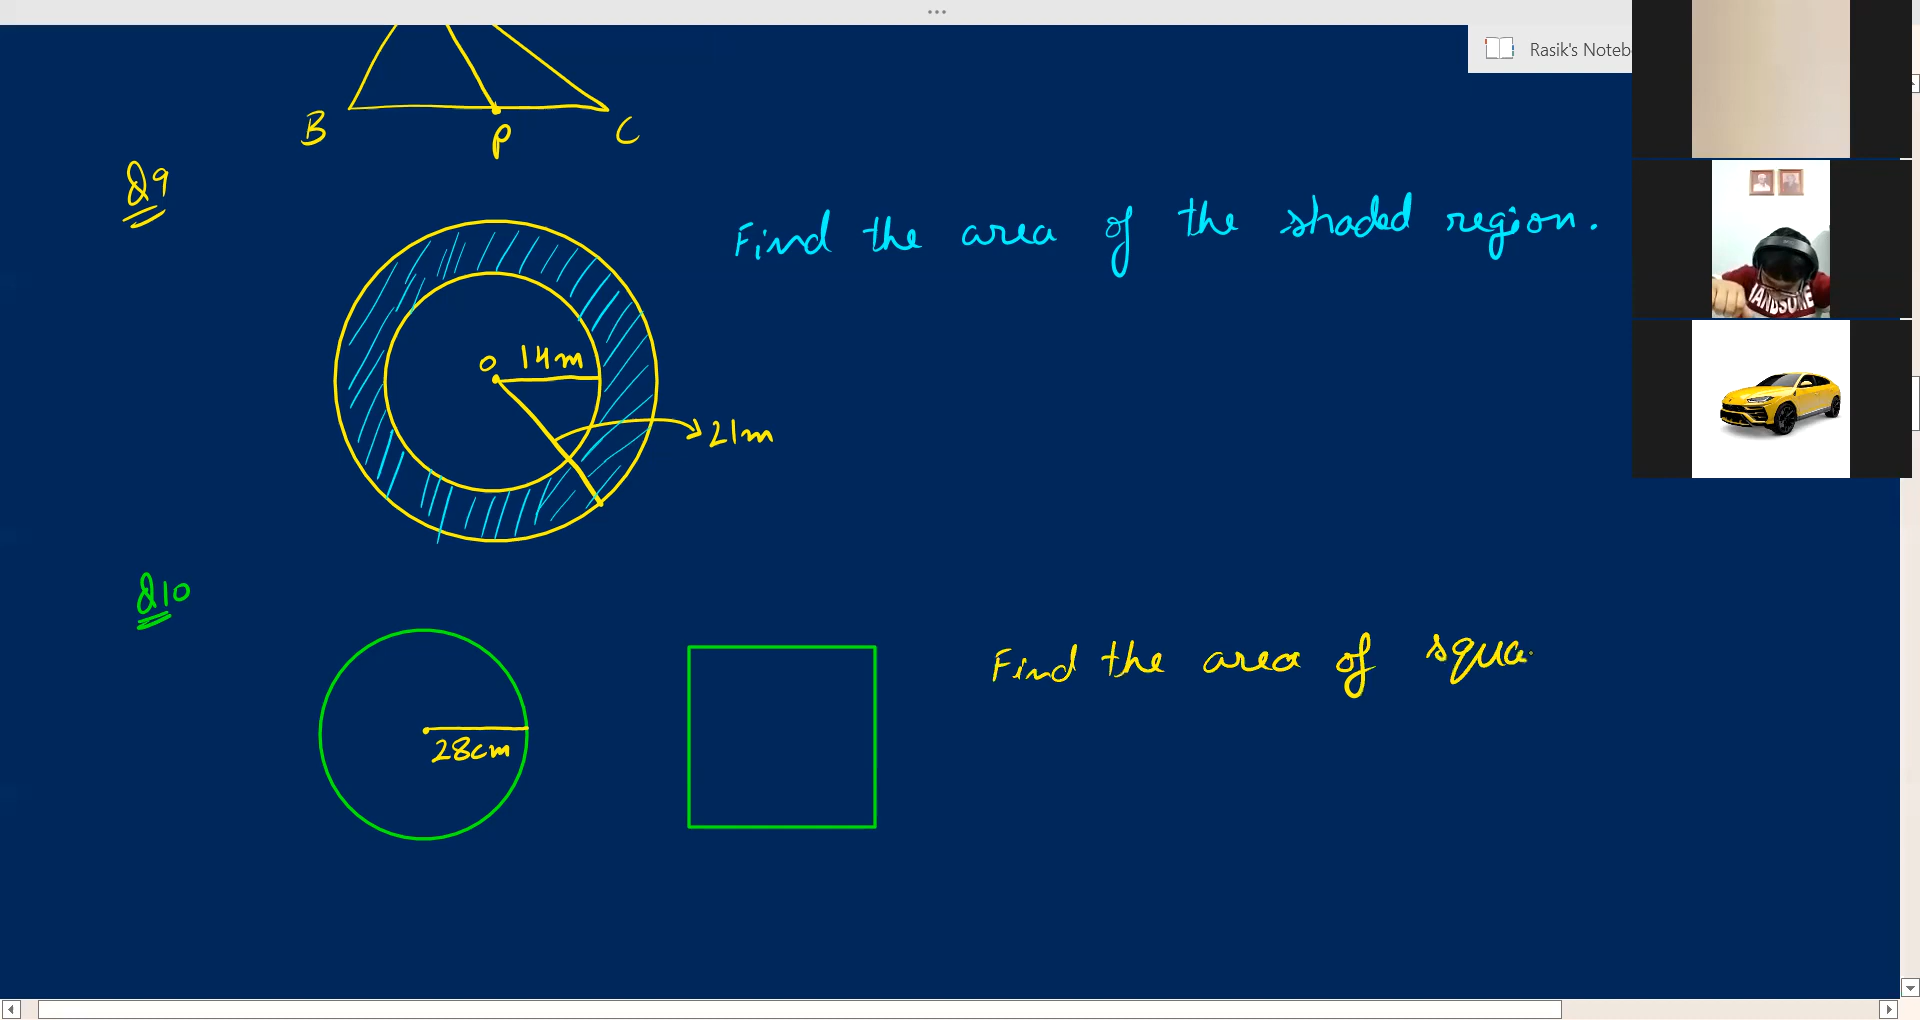 Rasik's Noteb
B
P
C
Q9
Find the area of the shaded region.
O
14m
21m
Q10
28cm
Find the area of squa
HANDSOME